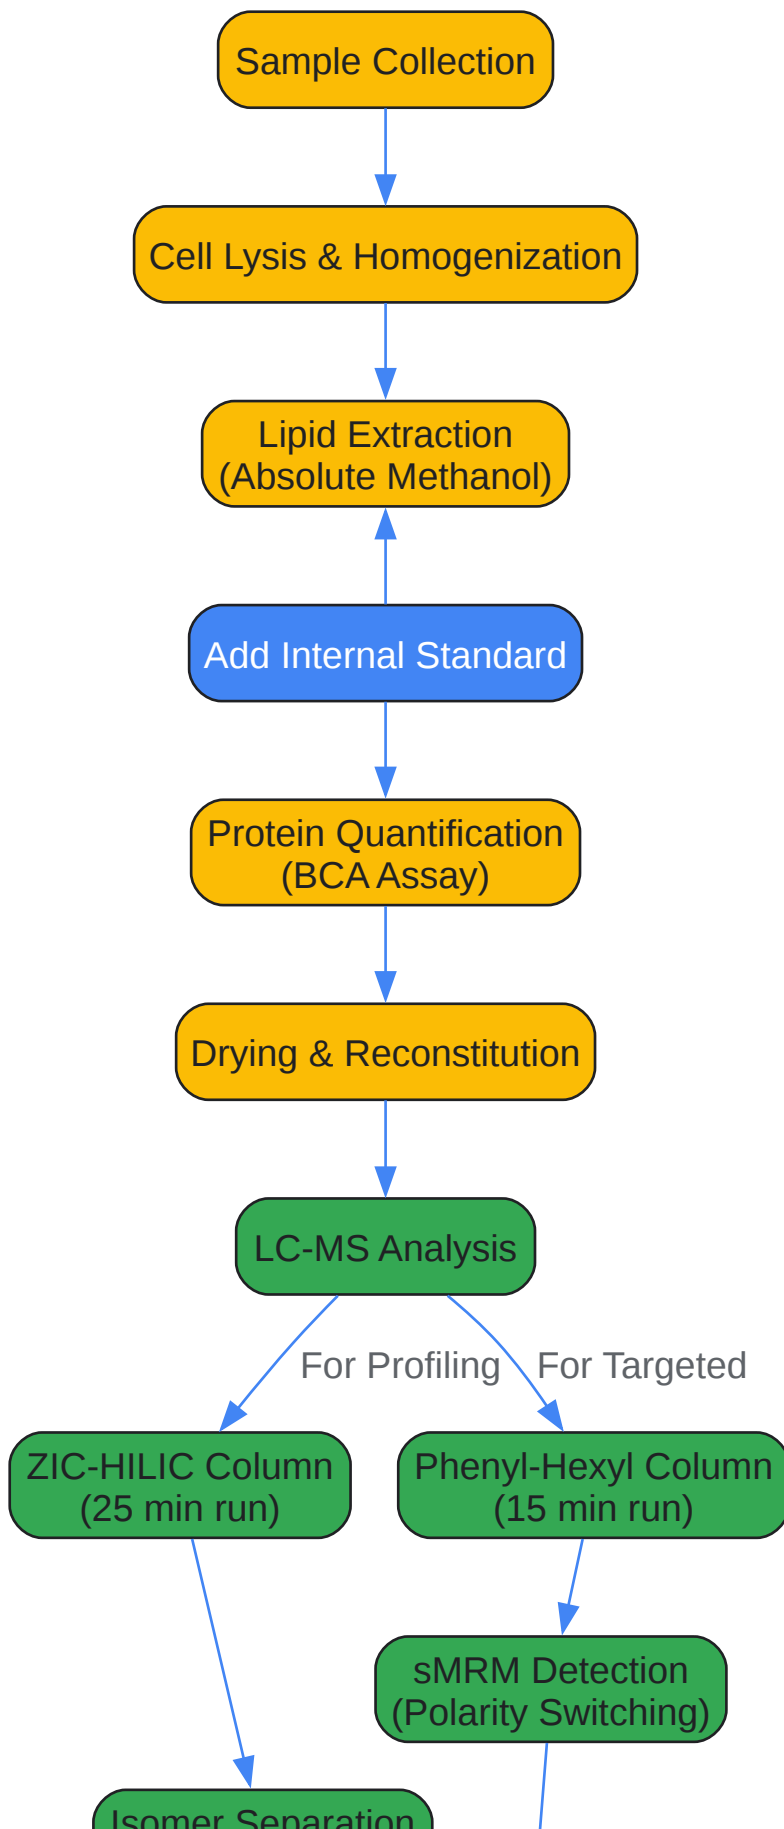 Sample Collection
Cell Lysis & Homogenization
Lipid Extraction
(Absolute Methanol)
Add Internal Standard
Protein Quantification
(BCA Assay)
Drying & Reconstitution
LC-MS Analysis
For Profiling
For Targeted
ZIC-HILIC Column
(25 min run)
Phenyl-Hexyl Column
(15 min run)
sMRM Detection
(Polarity Switching)
Isomer Separation